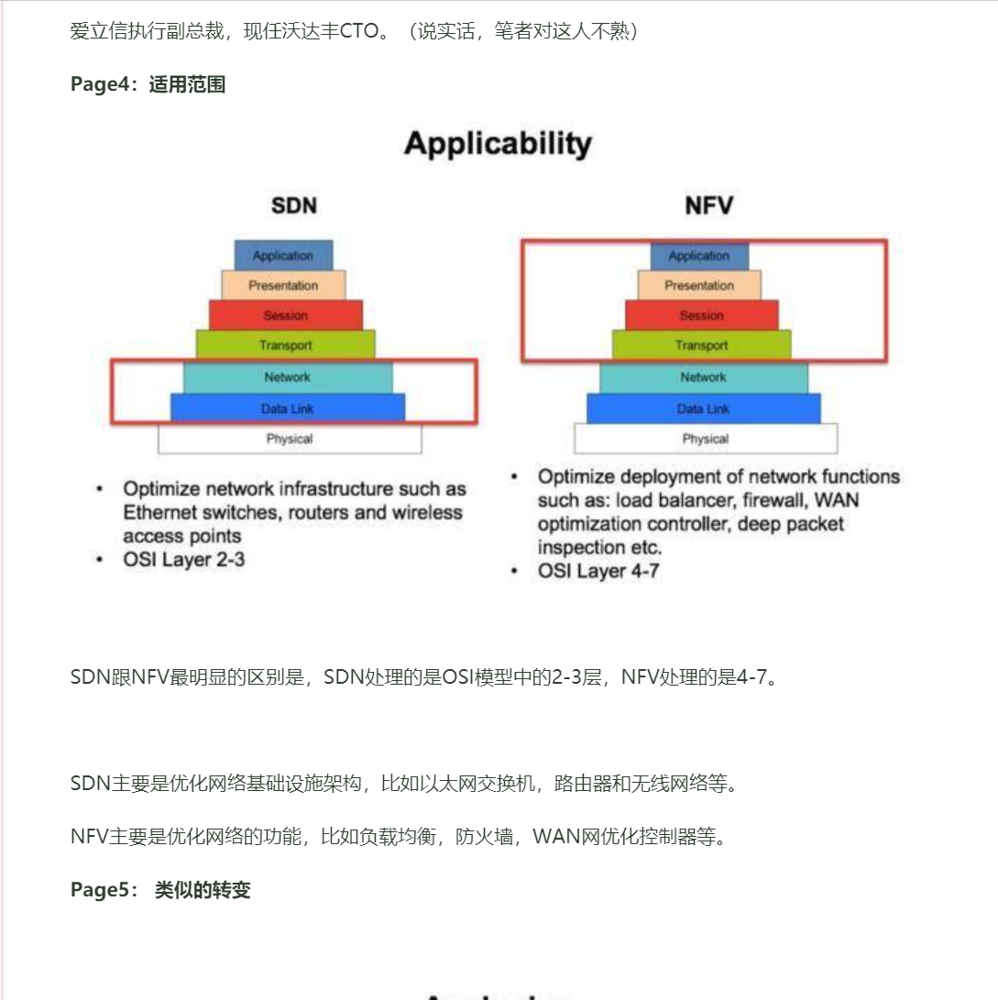 爱立信执行副总裁，现任沃达丰CTO。（说实话，笔者对这人不熟）
Page4：适用范围
Applicability
SDN
Application
Presentation
Session
Transport
Network
Data Link
Physical
• Optimize network infrastructure such as
Ethernet switches, routers and wireless
access points
• OSI Layer 2-3
NFV
Application
Presentation
Session
Transport
Network
Data Link
Physical
• Optimize deployment of network functions
such as: load balancer, firewall, WAN
optimization controller, deep packet
inspection etc.
• OSI Layer 4-7
SDN跟NFV最明显的区别是，SDN处理的是OSI模型中的2-3层，NFV处理的是4-7。
SDN主要是优化网络基础设施架构，比如以太网交换机，路由器和无线网络等。
NFV主要是优化网络的功能，比如负载均衡，防火墙，WAN网优化控制器等。
Page5： 类似的转变